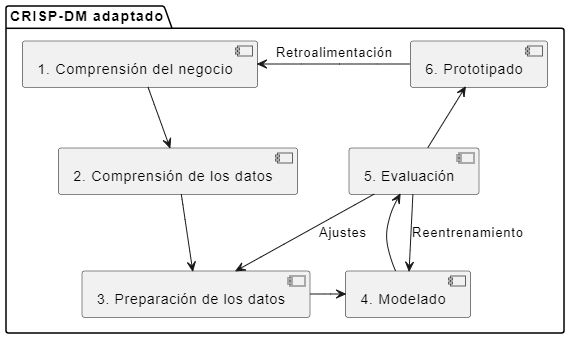 CRISP-DM adaptado
1. Comprensión del negocio
Retroalimentación
6. Prototipado
2. Comprensión de los datos
5. Evaluación
Ajustes
Reentrenamiento
3. Preparación de los datos
4. Modelado